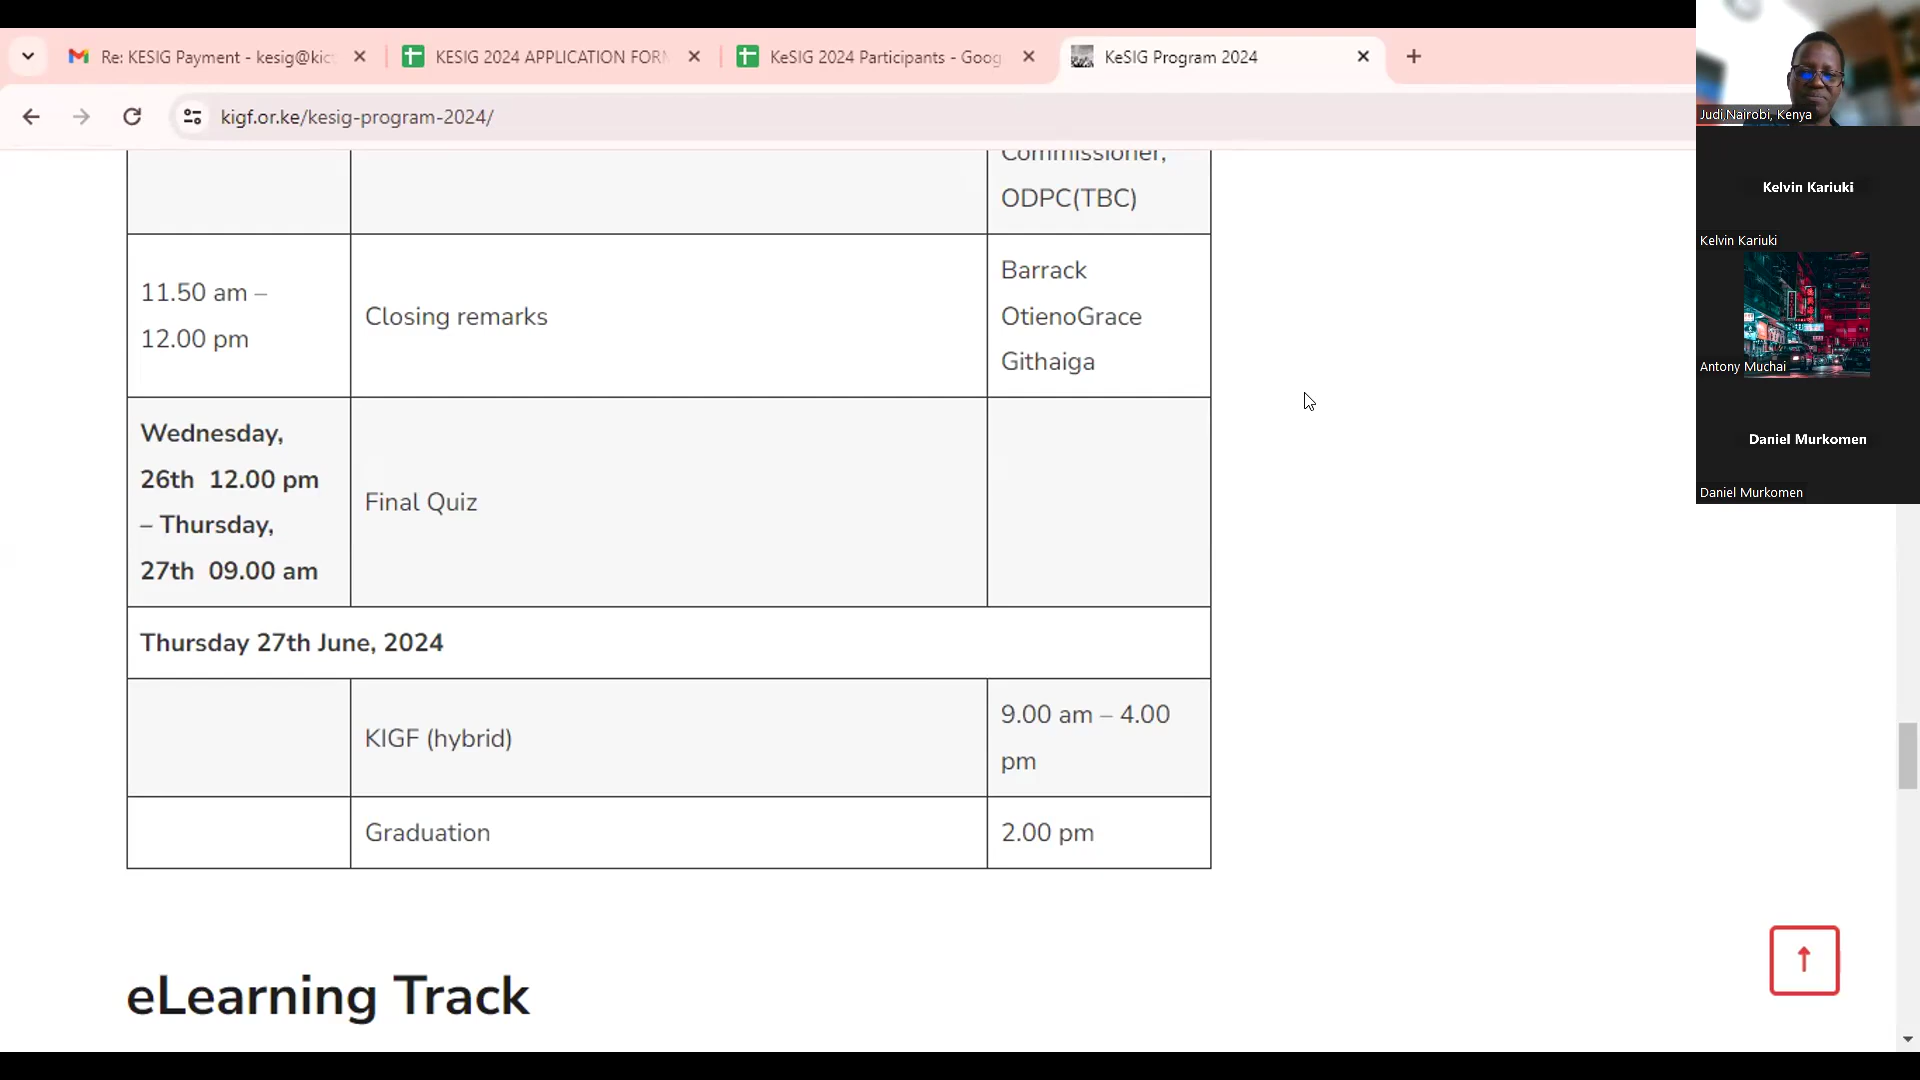 Re: KESIG Payment - kesig@kict
KESIG 2024 APPLICATION FORM
KeSIG 2024 Participants - Goog
KeSIG Program 2024
kigf.or.ke/kesig-program-2024/
Judi,Nairobi, Kenya
Kelvin Kariuki
Kelvin Kariuki
Antony Muchai
Daniel Murkomen
Daniel Murkomen
Commissioner,
ODPC(TBC)
11.50 am –
12.00 pm
Closing remarks
Barrack
OtienoGrace
Githaiga
Wednesday,
26th 12.00 pm
– Thursday,
27th 09.00 am
Final Quiz
Thursday 27th June, 2024
KIGF (hybrid)
9.00 am – 4.00
pm
Graduation
2.00 pm
eLearning Track